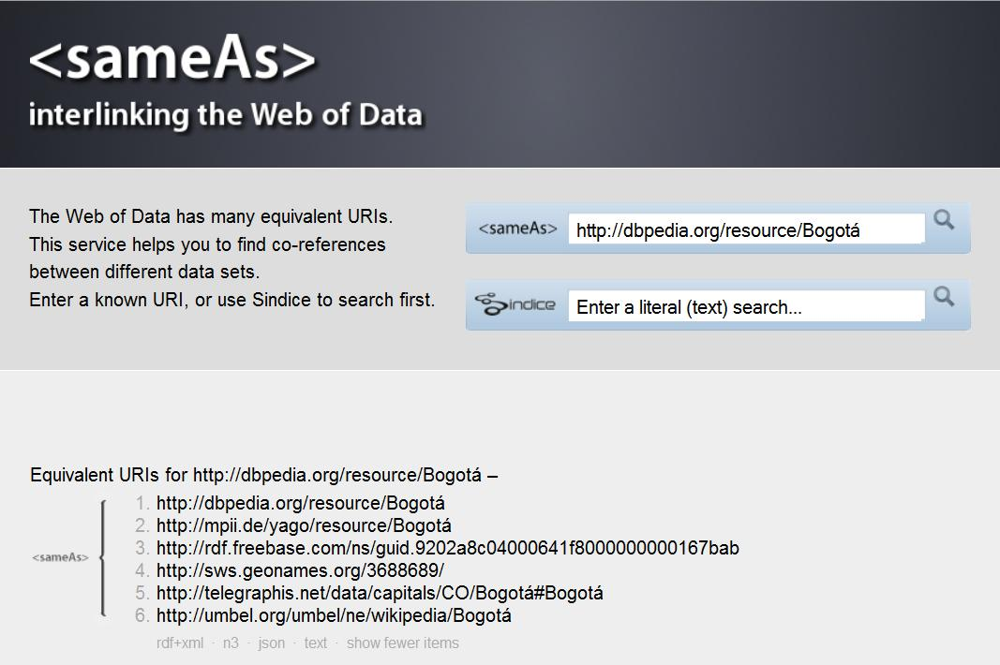 <sameAs>
interlinking the Web of Data
The Web of Data has many equivalent URIs.
This service helps you to find co-references
between different data sets.
Enter a known URI, or use Sindice to search first.
<sameAs> http://dbpedia.org/resource/Bogotá
Sindice Enter a literal (text) search...
Equivalent URIs for http://dbpedia.org/resource/Bogotá –
1. http://dbpedia.org/resource/Bogotá
2. http://mpii.de/yago/resource/Bogotá
3. http://rdf.freebase.com/ns/guid.9202a8c04000641f8000000000167bab
<sameAs>
4. http://sws.geonames.org/3688689/
5. http://telegraphis.net/data/capitals/CO/Bogotá#Bogotá
6. http://umbel.org/umbel/ne/wikipedia/Bogotá
rdf+xml · n3 · json · text · show fewer items